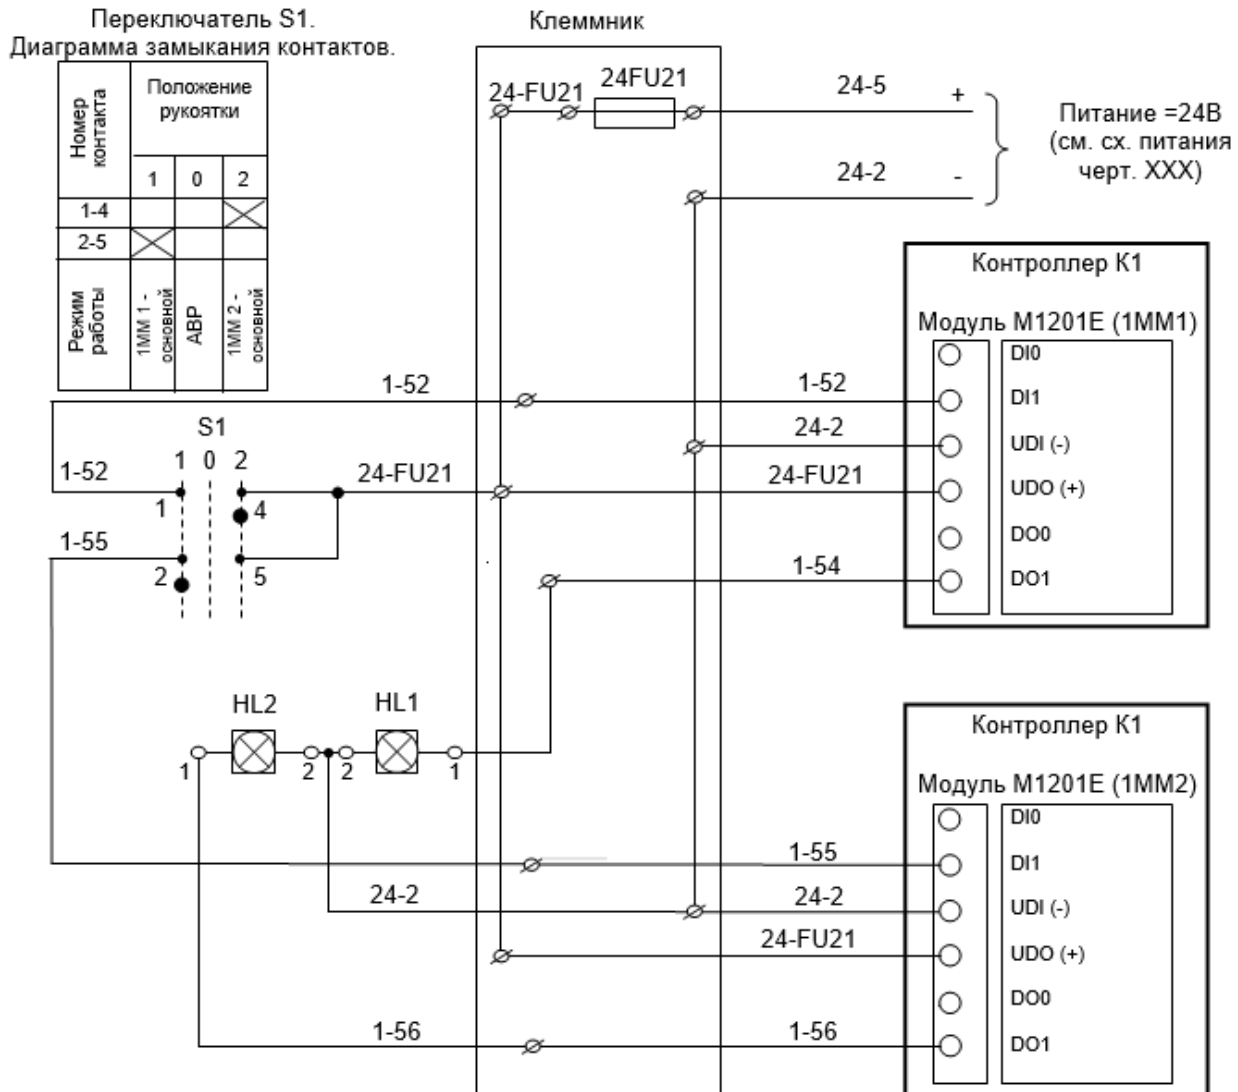 Переключатель S1.
Диаграмма замыкания контактов.
Номер
контакта
Положение
рукоятки
1
0
2
1-4
2-5
Режим
работы
1ММ 1 -
основной
АВР
1ММ 2 -
основной
Клеммник
24-FU21
24FU21
24-5
+
24-2
-
Питание =24В
(см. сх. питания
черт. ХХХ)
Контроллер К1
Модуль М1201Е (1ММ1)
DI0
1-52
1-52
DI1
24-2
UDI (-)
S1
1 0 2
1-52
24-FU21
24-FU21
UDO (+)
1
4
DO0
1-55
1-54
DO1
2
5
HL2
HL1
1
2
2
1
Контроллер К1
Модуль М1201Е (1ММ2)
DI0
1-55
DI1
24-2
24-2
UDI (-)
24-FU21
UDO (+)
DO0
1-56
1-56
DO1